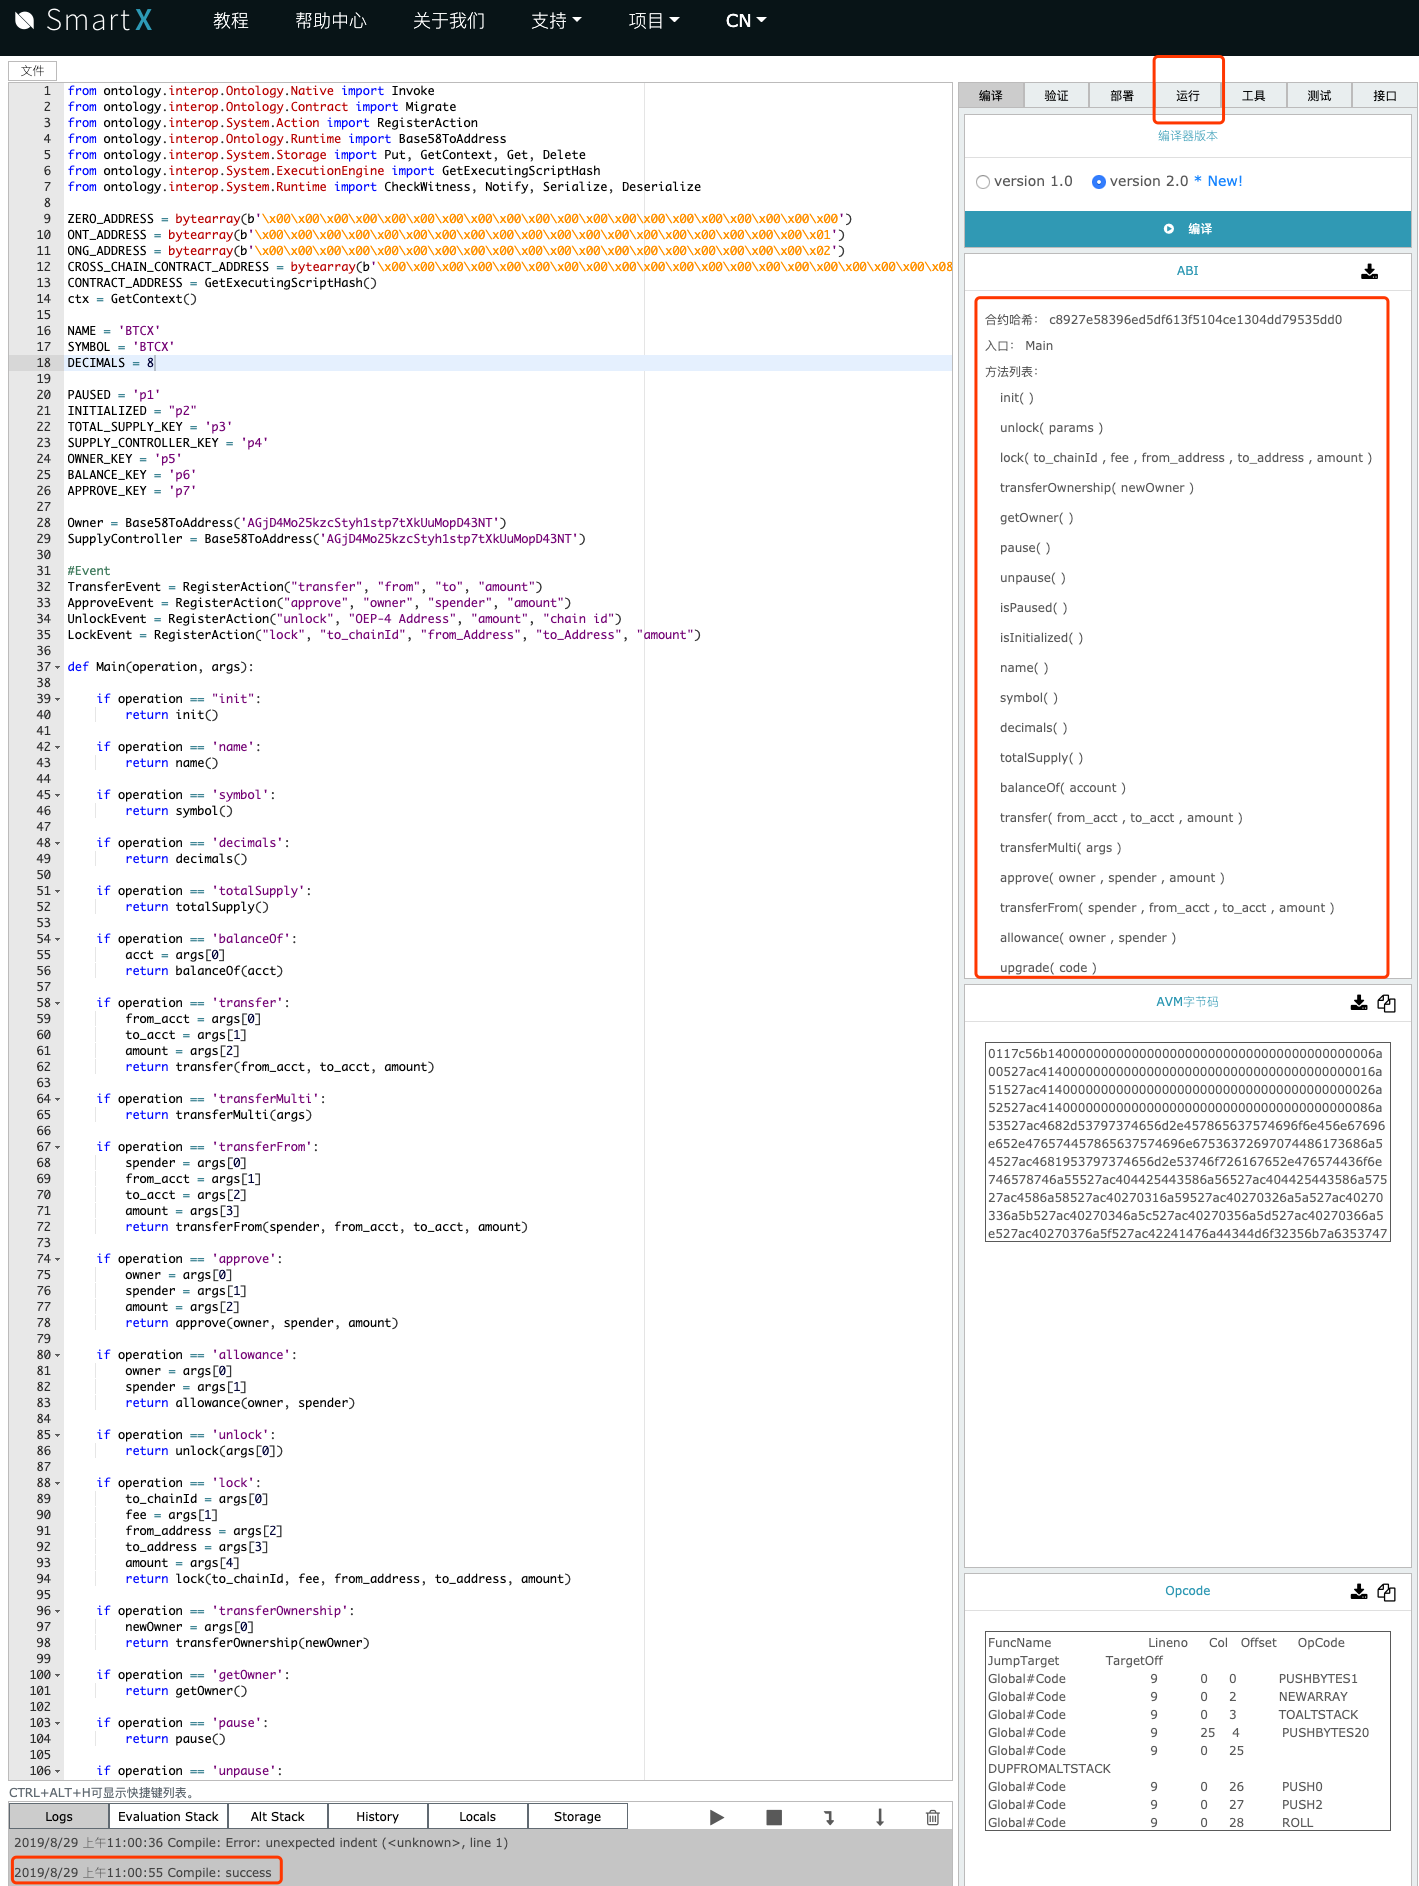 SmartX 教程 帮助中心 关于我们 支持 项目 CN
文件
1 from ontology.interop.Ontology.Native import Invoke
2 from ontology.interop.Ontology.Contract import Migrate
3 from ontology.interop.System.Action import RegisterAction
4 from ontology.interop.Ontology.Runtime import Base58ToAddress
5 from ontology.interop.System.Storage import Put, GetContext, Get, Delete
6 from ontology.interop.System.ExecutionEngine import GetExecutingScriptHash
7 from ontology.interop.System.Runtime import CheckWitness, Notify, Serialize, Deserialize
8
9 ZERO_ADDRESS = bytearray(b'\x00\x00\x00\x00\x00\x00\x00\x00\x00\x00\x00\x00\x00\x00\x00\x00\x00\x00\x00\x00')
10 ONT_ADDRESS = bytearray(b'\x00\x00\x00\x00\x00\x00\x00\x00\x00\x00\x00\x00\x00\x00\x00\x00\x00\x00\x00\x01')
11 ONG_ADDRESS = bytearray(b'\x00\x00\x00\x00\x00\x00\x00\x00\x00\x00\x00\x00\x00\x00\x00\x00\x00\x00\x00\x02')
12 CROSS_CHAIN_CONTRACT_ADDRESS = bytearray(b'\x00\x00\x00\x00\x00\x00\x00\x00\x00\x00\x00\x00\x00\x00\x00\x00\x00\x00\x00\x08
13 CONTRACT_ADDRESS = GetExecutingScriptHash()
14 ctx = GetContext()
15
16 NAME = 'BTCX'
17 SYMBOL = 'BTCX'
18 DECIMALS = 8
19
20 PAUSED = 'p1'
21 INITIALIZED = "p2"
22 TOTAL_SUPPLY_KEY = 'p3'
23 SUPPLY_CONTROLLER_KEY = 'p4'
24 OWNER_KEY = 'p5'
25 BALANCE_KEY = 'p6'
26 APPROVE_KEY = 'p7'
27
28 Owner = Base58ToAddress('AGjD4Mo25kzcStyh1stp7tXkUuMopD43NT')
29 SupplyController = Base58ToAddress('AGjD4Mo25kzcStyh1stp7tXkUuMopD43NT')
30
31 #Event
32 TransferEvent = RegisterAction("transfer", "from", "to", "amount")
33 ApproveEvent = RegisterAction("approve", "owner", "spender", "amount")
34 UnlockEvent = RegisterAction("unlock", "OEP-4 Address", "amount", "chain id")
35 LockEvent = RegisterAction("lock", "to_chainId", "from_Address", "to_Address", "amount")
36
37 def Main(operation, args):
38
39 if operation == "init":
40 return init()
41
42 if operation == 'name':
43 return name()
44
45 if operation == 'symbol':
46 return symbol()
47
48 if operation == 'decimals':
49 return decimals()
50
51 if operation == 'totalSupply':
52 return totalSupply()
53
54 if operation == 'balanceOf':
55 acct = args[0]
56 return balanceOf(acct)
57
58 if operation == 'transfer':
59 from_acct = args[0]
60 to_acct = args[1]
61 amount = args[2]
62 return transfer(from_acct, to_acct, amount)
63
64 if operation == 'transferMulti':
65 return transferMulti(args)
66
67 if operation == 'transferFrom':
68 spender = args[0]
69 from_acct = args[1]
70 to_acct = args[2]
71 amount = args[3]
72 return transferFrom(spender, from_acct, to_acct, amount)
73
74 if operation == 'approve':
75 owner = args[0]
76 spender = args[1]
77 amount = args[2]
78 return approve(owner, spender, amount)
79
80 if operation == 'allowance':
81 owner = args[0]
82 spender = args[1]
83 return allowance(owner, spender)
84
85 if operation == 'unlock':
86 return unlock(args[0])
87
88 if operation == 'lock':
89 to_chainId = args[0]
90 fee = args[1]
91 from_address = args[2]
92 to_address = args[3]
93 amount = args[4]
94 return lock(to_chainId, fee, from_address, to_address, amount)
95
96 if operation == 'transferOwnership':
97 newOwner = args[0]
98 return transferOwnership(newOwner)
99
100 if operation == 'getOwner':
101 return getOwner()
102
103 if operation == 'pause':
104 return pause()
105
106 if operation == 'unpause':
CTRL+ALT+H可显示快捷键列表。
Logs Evaluation Stack Alt Stack History Locals Storage
2019/8/29 上午11:00:36 Compile: Error: unexpected indent (<unknown>, line 1)
2019/8/29 上午11:00:55 Compile: success
编译 验证 部署 运行 工具 测试 接口
编译器版本
version 1.0 version 2.0 * New!
编译
ABI
合约哈希： c8927e58396ed5df613f5104ce1304dd79535dd0
入口： Main
方法列表：
init( )
unlock( params )
lock( to_chainId , fee , from_address , to_address , amount )
transferOwnership( newOwner )
getOwner( )
pause( )
unpause( )
isPaused( )
isInitialized( )
name( )
symbol( )
decimals( )
totalSupply( )
balanceOf( account )
transfer( from_acct , to_acct , amount )
transferMulti( args )
approve( owner , spender , amount )
transferFrom( spender , from_acct , to_acct , amount )
allowance( owner , spender )
upgrade( code )
AVM字节码
0117c56b1400000000000000000000000000000000000000006a
00527ac41400000000000000000000000000000000000000016a
51527ac41400000000000000000000000000000000000000026a
52527ac41400000000000000000000000000000000000000086a
53527ac4682d53797374656d2e457865637574696f6e456e67696
e652e476574457865637574696e6753637269707448617368​6a5
4527ac4681953797374656d2e53746f726167652e476574436f6e
746578746a55527ac404425443586a56527ac404425443586a575
27ac4586a58527ac40270316a59527ac40270326a5a527ac40270
336a5b527ac40270346a5c527ac40270356a5d527ac40270366a5
e527ac40270376a5f527ac42241476a44344d6f32356b7a6353747
Opcode
FuncName Lineno Col Offset OpCode
JumpTarget TargetOff
Global#Code 9 0 0 PUSHBYTES1
Global#Code 9 0 2 NEWARRAY
Global#Code 9 0 3 TOALTSTACK
Global#Code 9 25 4 PUSHBYTES20
Global#Code 9 0 25
DUPFROMALTSTACK
Global#Code 9 0 26 PUSH0
Global#Code 9 0 27 PUSH2
Global#Code 9 0 28 ROLL